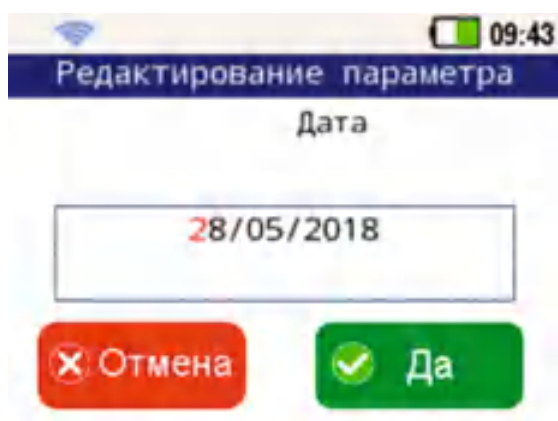 09:43
Редактирование параметра
Дата
28/05/2018
Отмена
Да